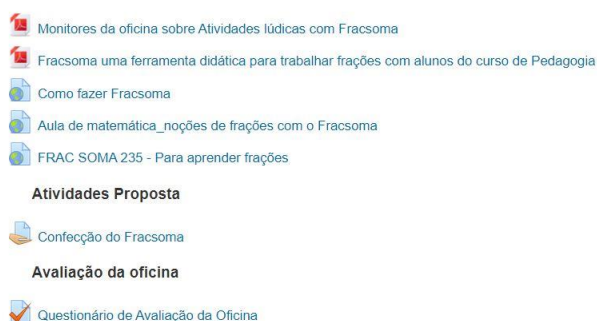 Monitores da oficina sobre Atividades lúdicas com Fracsoma
Fracsoma uma ferramenta didática para trabalhar frações com alunos do curso de Pedagogia
Como fazer Fracsoma
Aula de matemática_noções de frações com o Fracsoma
FRAC SOMA 235 - Para aprender frações
Atividades Proposta
Confecção do Fracsoma
Avaliação da oficina
Questionário de Avaliação da Oficina